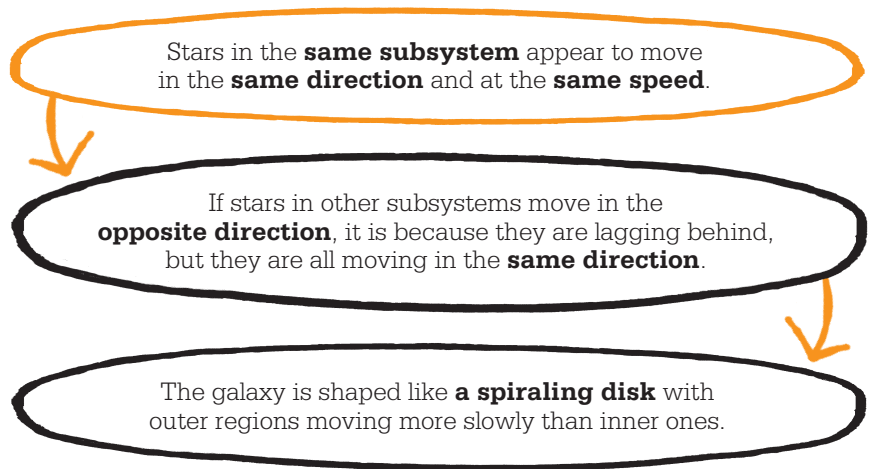 Stars in the same subsystem appear to move
in the same direction and at the same speed.
If stars in other subsystems move in the
opposite direction, it is because they are lagging behind,
but they are all moving in the same direction.
The galaxy is shaped like a spiraling disk with
outer regions moving more slowly than inner ones.